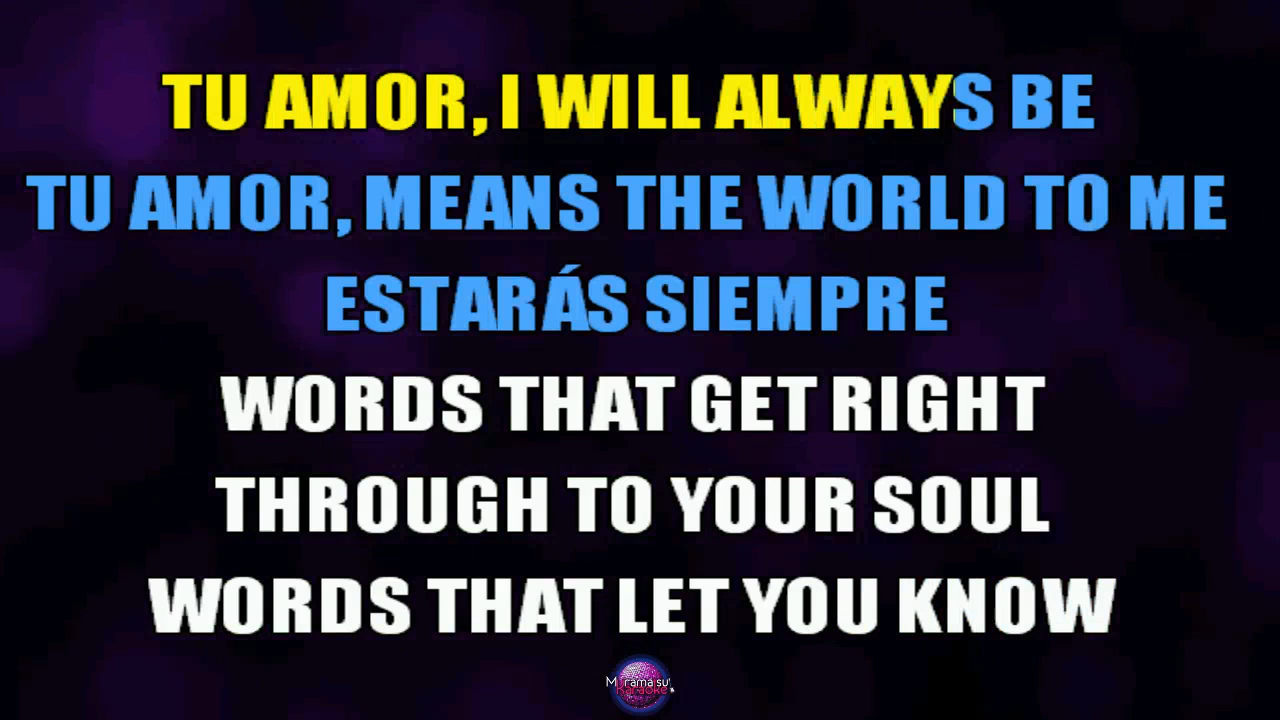 TU AMOR, I WILL ALWAYS BE
TU AMOR, MEANS THE WORLD TO ME
ESTARÁS SIEMPRE
WORDS THAT GET RIGHT
THROUGH TO YOUR SOUL
WORDS THAT LET YOU KNOW
Karaoke